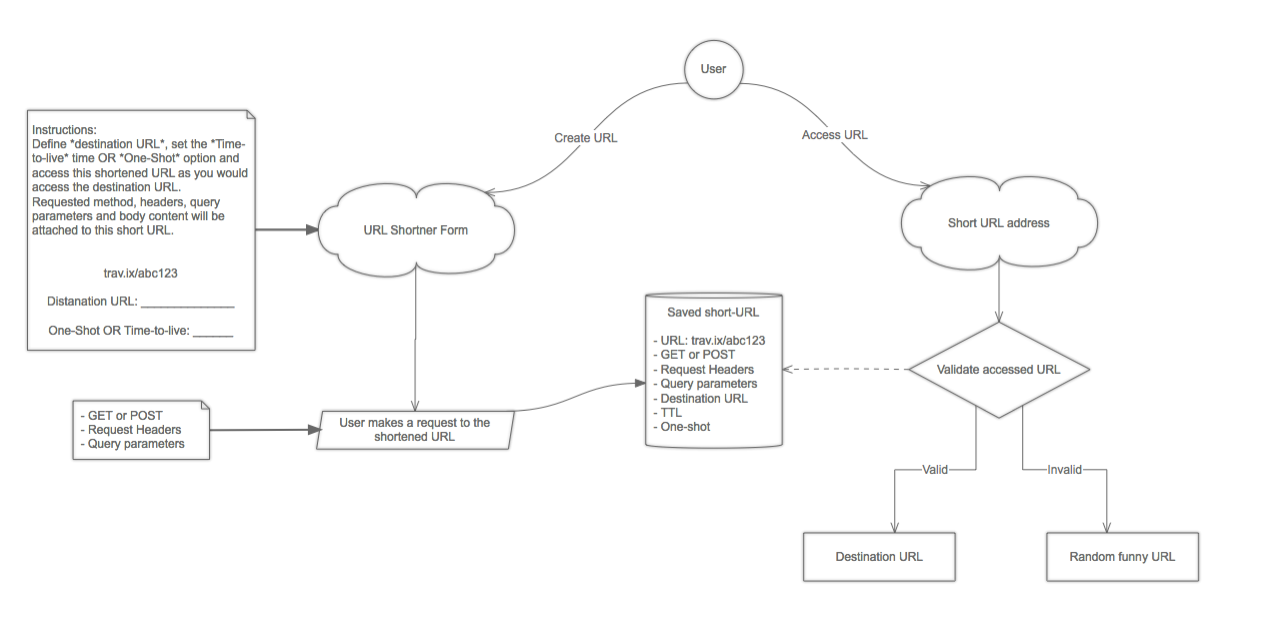 User
Create URL
Access URL
Instructions:
Define *destination URL*, set the *Time-
to-live* time OR *One-Shot* option and
access this shortened URL as you would
access the destination URL.
Requested method, headers, query
parameters and body content will be
attached to this short URL.
trav.ix/abc123
Distanation URL: _______________
One-Shot OR Time-to-live: ______
URL Shortner Form
Short URL address
Saved short-URL
- URL: trav.ix/abc123
- GET or POST
- Request Headers
- Query parameters
- Destination URL
- TTL
- One-shot
Validate accessed URL
- GET or POST
- Request Headers
- Query parameters
User makes a request to the
shortened URL
Valid
Invalid
Destination URL
Random funny URL